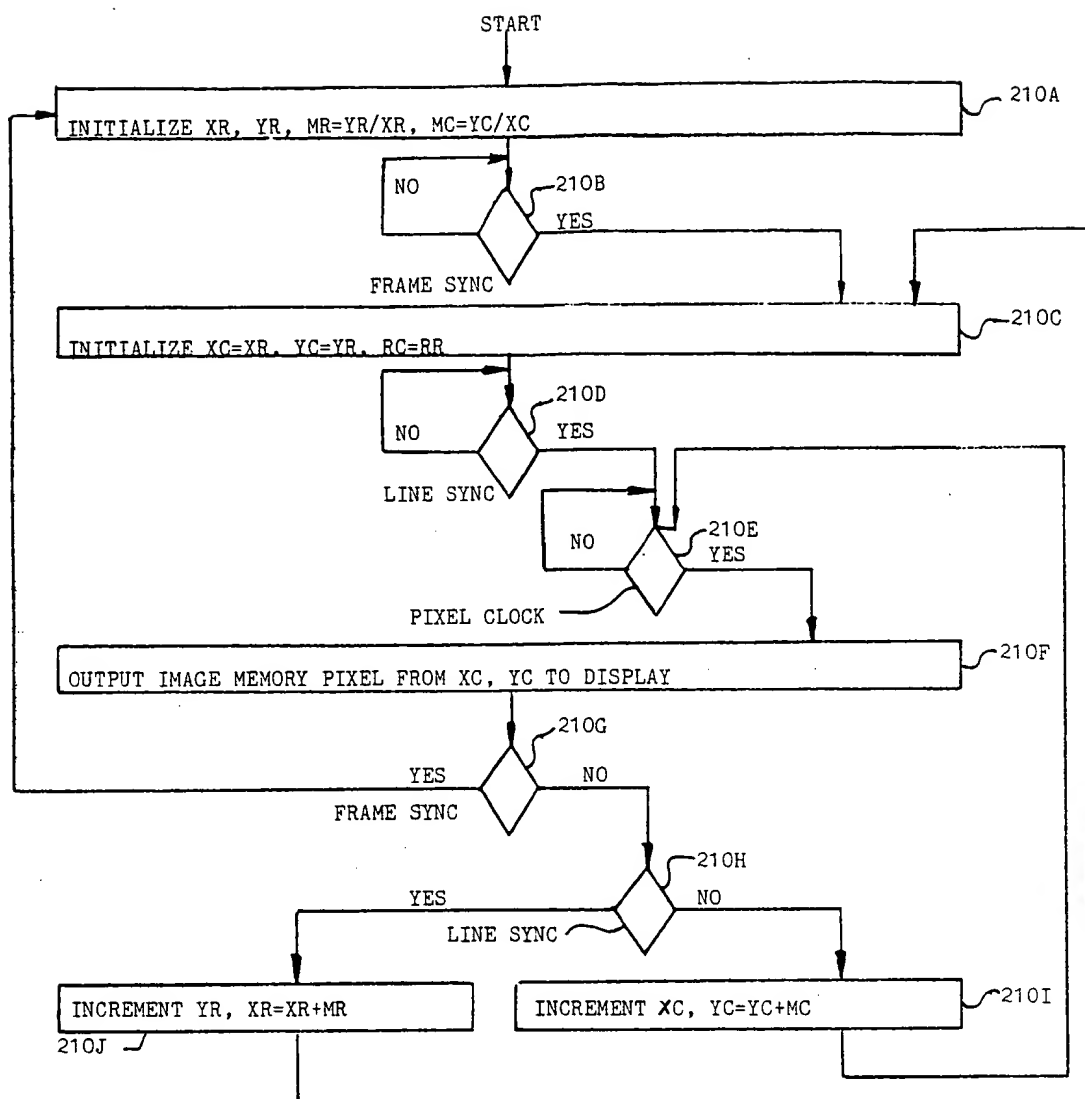 START
210A
INITIALIZE XR, YR, MR=YR/XR, MC=YC/XC
NO
210B
YES
FRAME SYNC
210C
INITIALIZE XC=XR, YC=YR, RC=RR
210D
NO
YES
LINE SYNC
210E
NO
YES
PIXEL CLOCK
210F
OUTPUT IMAGE MEMORY PIXEL FROM XC, YC TO DISPLAY
210G
YES
NO
FRAME SYNC
210H
YES
NO
LINE SYNC
INCREMENT YR, XR=XR+MR
INCREMENT XC, YC=YC+MC
210I
210J